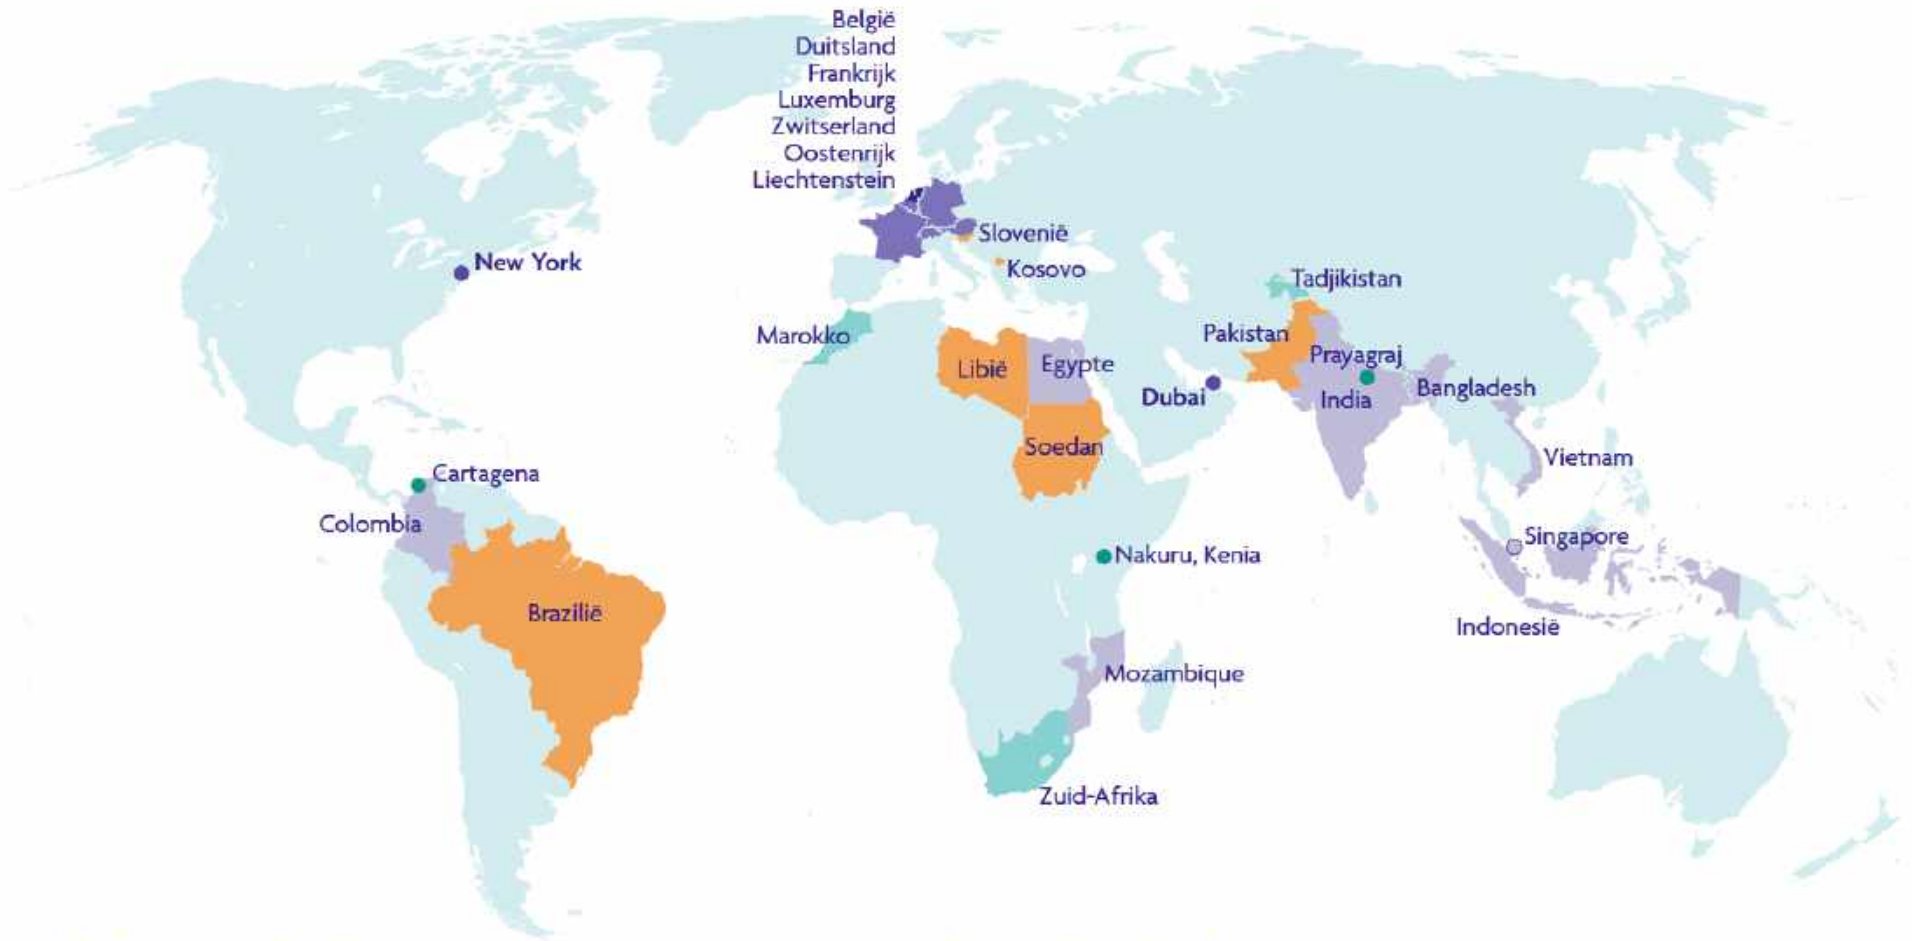 België
Duitsland
Frankrijk
Luxemburg
Zwitserland
Oostenrijk
Liechtenstein
Slovenië
New York
Kosovo
Tadjikistan
Marokko
Pakistan
Prayagraj
Libië
Egypte
Dubai
India
Bangladesh
Soedan
Vietnam
Cartagena
Colombia
Singapore
Nakuru, Kenia
Brazilië
Indonesië
Mozambique
Zuid-Afrika